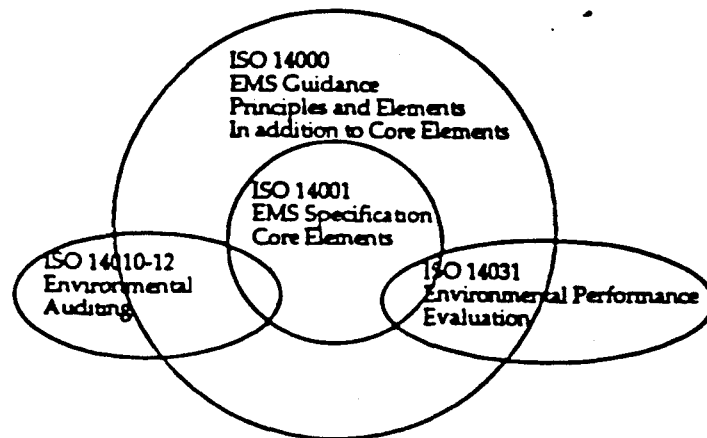 ISO 14000
EMS Guidance
Principles and Elements
In addition to Core Elements
ISO 14001
EMS Specification
Core Elements
ISO 14010-12
Environmental
Auditing
ISO 14031
Environmental Performance
Evaluation